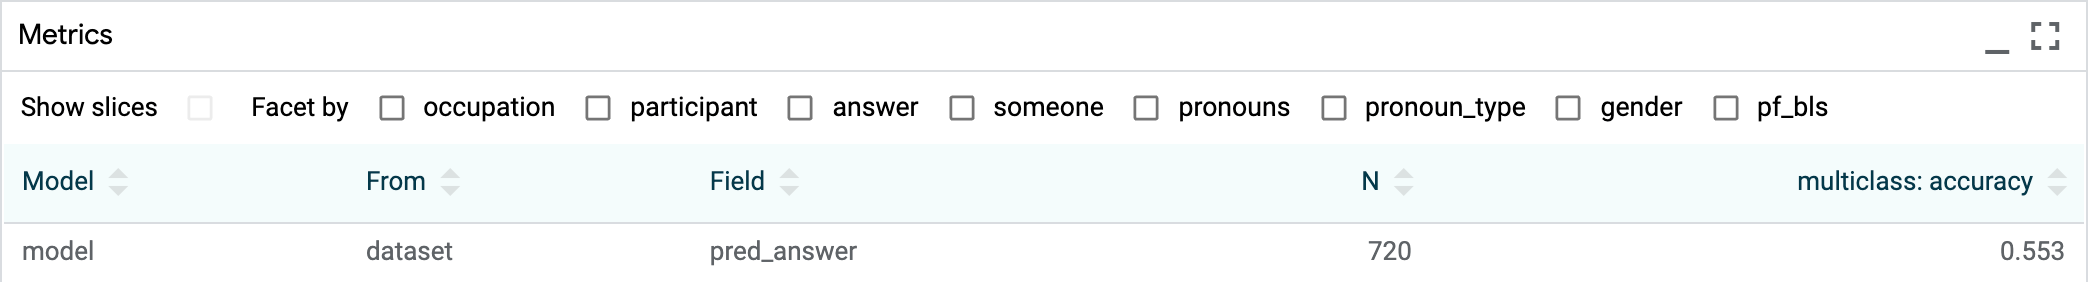 Metrics
Show slices Facet by occupation participant answer someone pronouns pronoun_type gender pf_bls
Model From Field N multiclass: accuracy
model dataset pred_answer 720 0.553